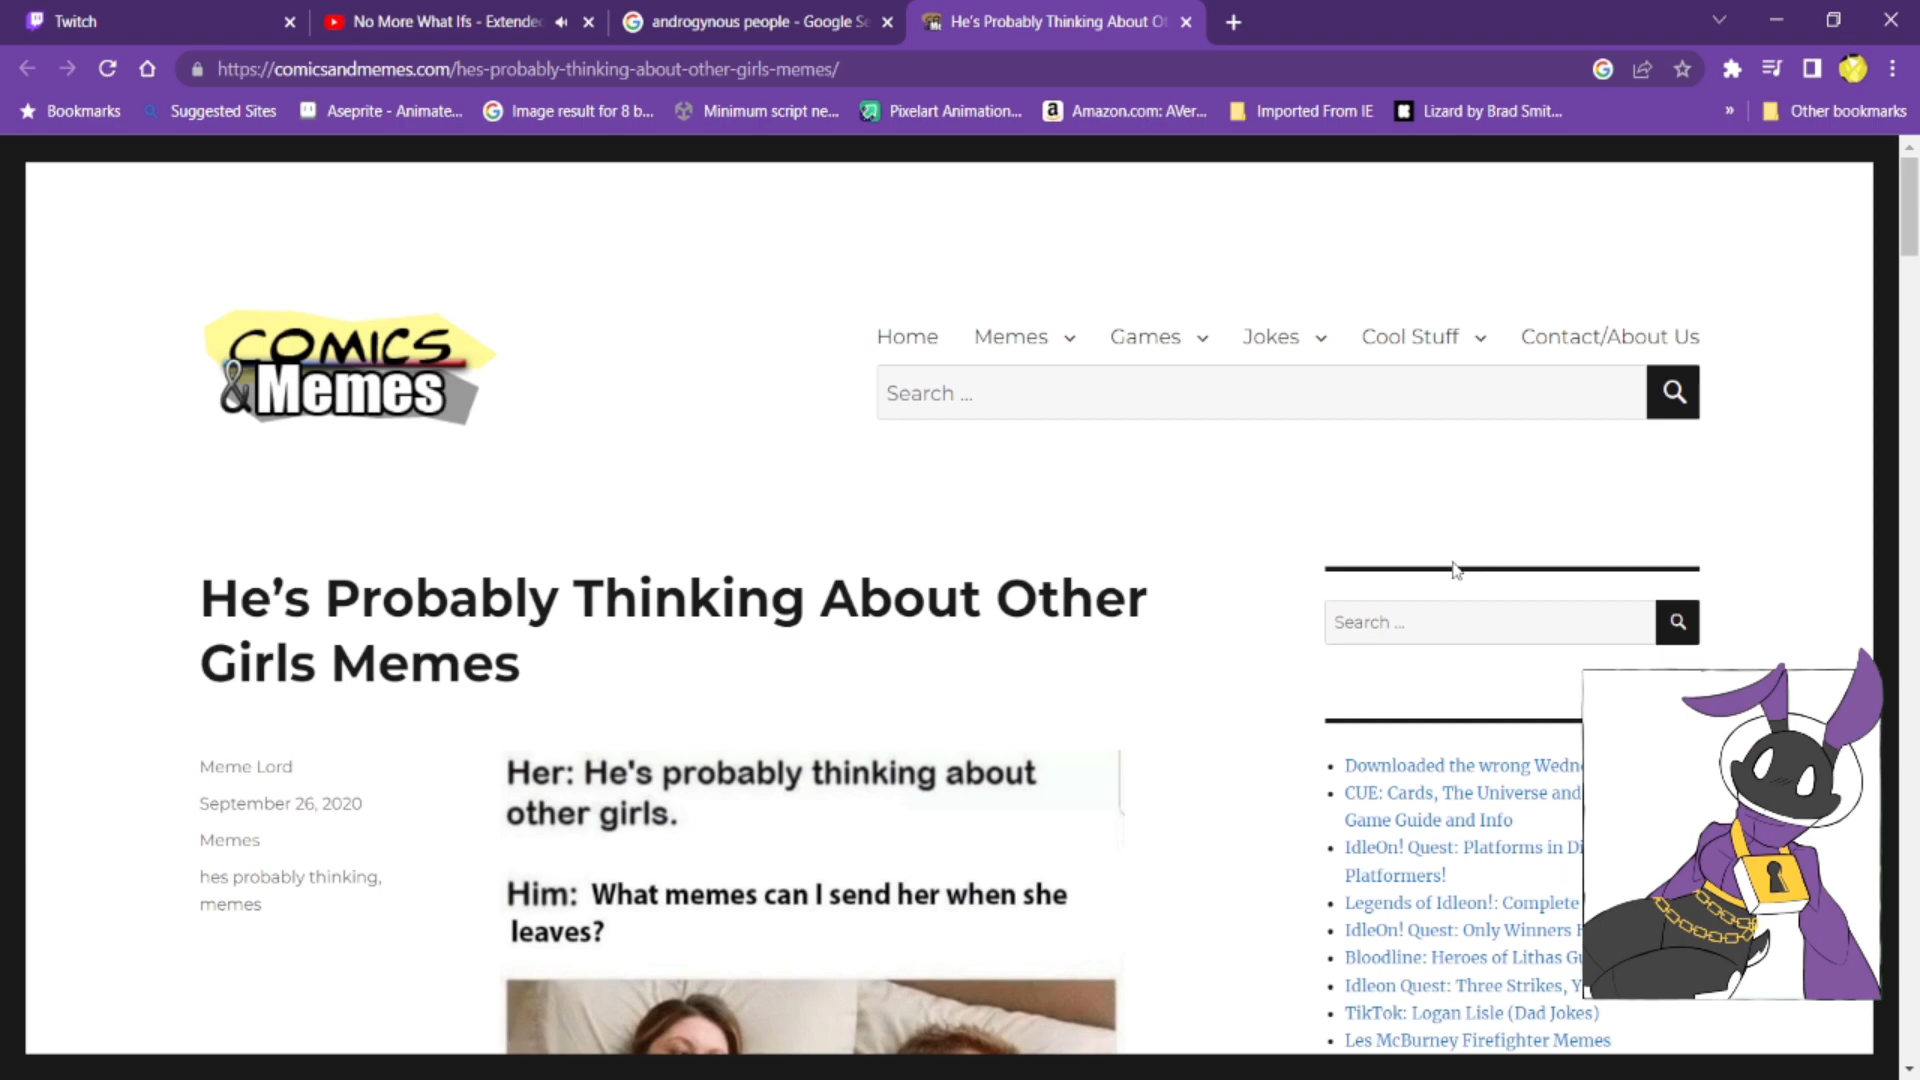 Twitch
No More What Ifs - Extende
androgynous people - Google Se
He's Probably Thinking About Ot
https://comicsandmemes.com/hes-probably-thinking-about-other-girls-memes/
Bookmarks
Suggested Sites
Aseprite - Animate...
Image result for 8 b...
Minimum script ne...
Pixelart Animation...
Amazon.com: AVer...
Imported From IE
Lizard by Brad Smit...
»
Other bookmarks
COMICS
&Memes
Home Memes Games Jokes Cool Stuff Contact/About Us
Search ...
He's Probably Thinking About Other
Girls Memes
Meme Lord
September 26, 2020
Memes
hes probably thinking,
memes
Her: He's probably thinking about
other girls.
Him: What memes can I send her when she
leaves?
Search ...
Downloaded the wrong
CUE: Cards, The Universe and
Game Guide and Info
IdleOn! Quest: Platforms in
Platformers!
Legends of Idleon!: Complete
IdleOn! Quest: Only Winners
Bloodline: Heroes of Lithas
Idleon Quest: Three Strikes,
TikTok: Logan Lisle (Dad Jokes)
Les McBurney Firefighter Memes